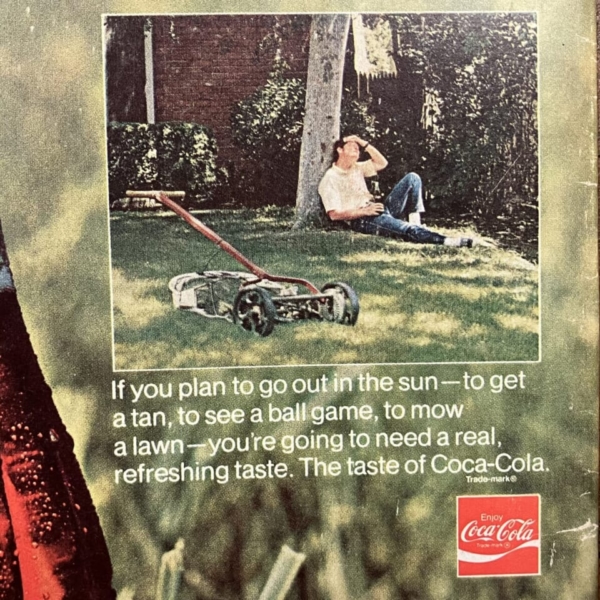 If you plan to go out in the sun—to get
a tan, to see a ball game, to mow
a lawn—you're going to need a real,
refreshing taste. The taste of Coca-Cola.
Trade-mark®
Enjoy
Coca-Cola
Trade-mark®